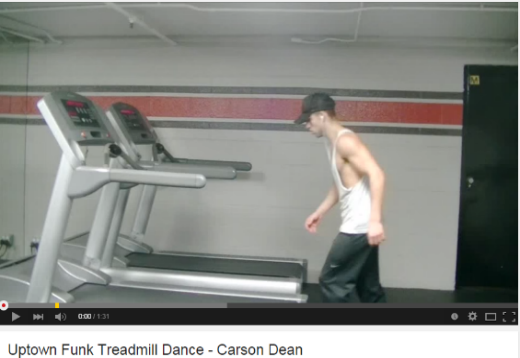 M
0:00 / 1:31
Uptown Funk Treadmill Dance - Carson Dean